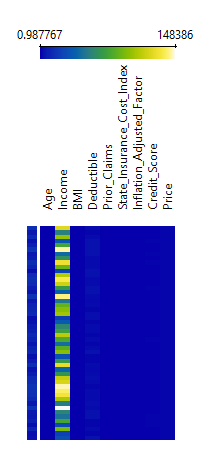 0.987767 148386
Age
Income
BMI
Deductible
Prior_Claims
State_Insurance_Cost_Index
Inflation_Adjusted_Factor
Credit_Score
Price